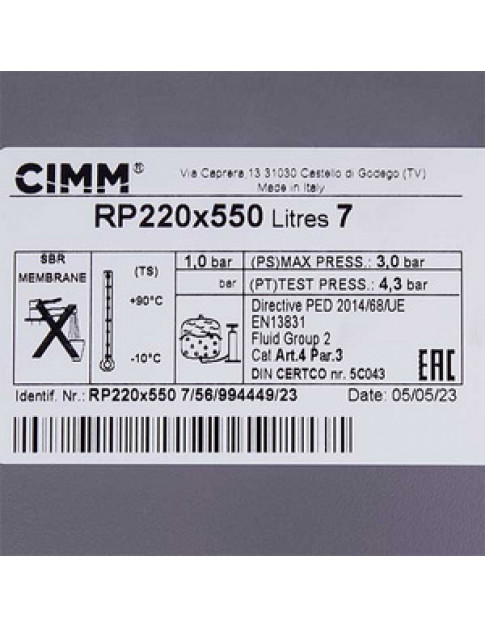 CIMM®
Via Caprera, 13 31030 Castello di Godego (TV)
Made in Italy
RP220x550 Litres 7
SBR
MEMBRANE
(TS)
+90°C
-10°C
1,0 bar
bar
(PS)MAX PRESS.: 3,0 bar
(PT)TEST PRESS.: 4,3 bar
Directive PED 2014/68/UE
EN13831
Fluid Group 2
Cat Art.4 Par.3
DIN CERTCO nr. 5C043
EAC
Identif. Nr.: RP220x550 7/56/994449/23
Date: 05/05/23